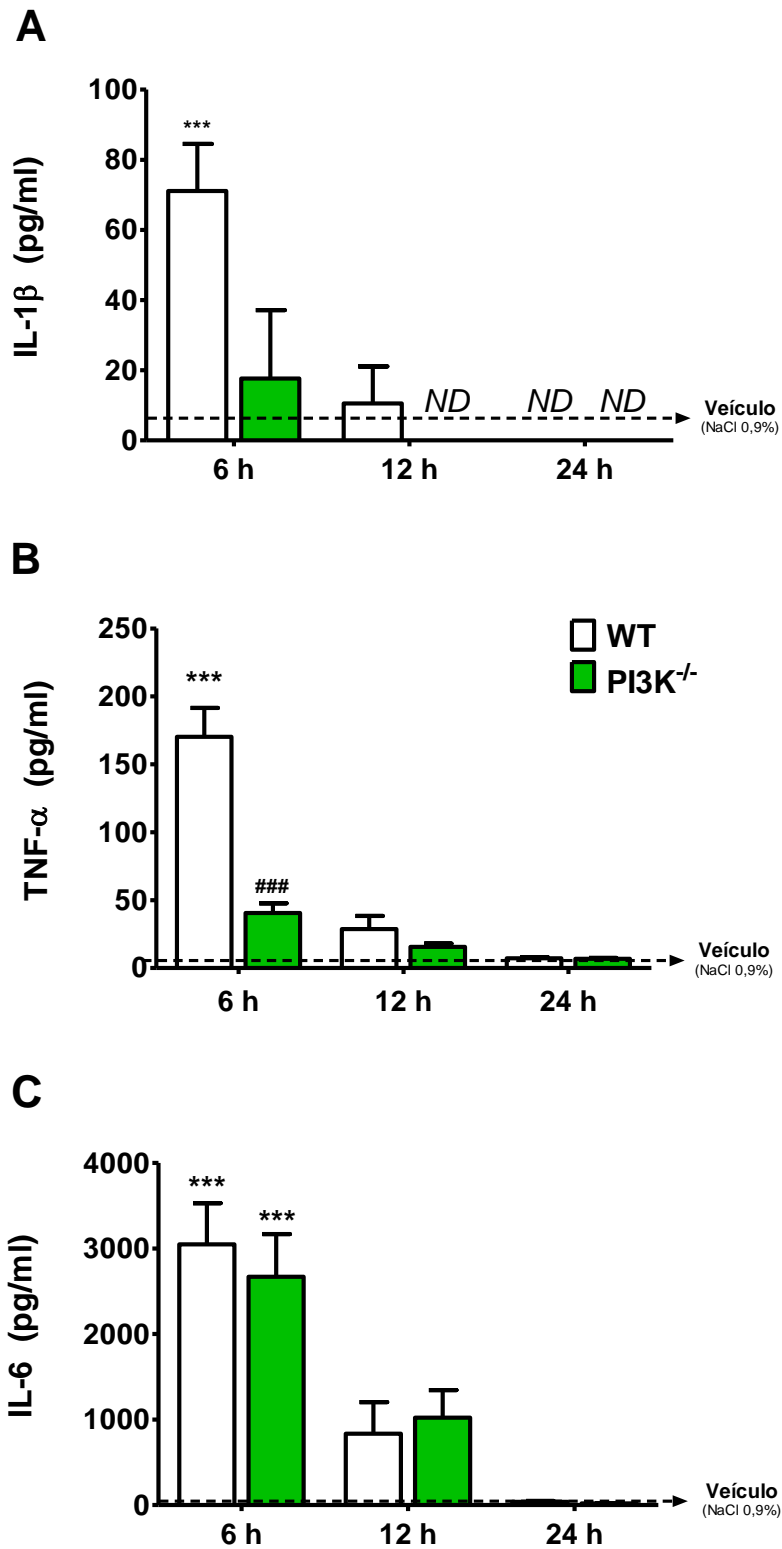 A
IL-1β (pg/ml)
100
80
60
40
20
0
***
ND ND ND
6 h 12 h 24 h
Veículo
(NaCl 0,9%)
B
TNF-α (pg/ml)
250
200
150
100
50
0
***
###
WT
PI3K-/-
6 h 12 h 24 h
Veículo
(NaCl 0,9%)
C
IL-6 (pg/ml)
4000
3000
2000
1000
0
***
***
6 h 12 h 24 h
Veículo
(NaCl 0,9%)